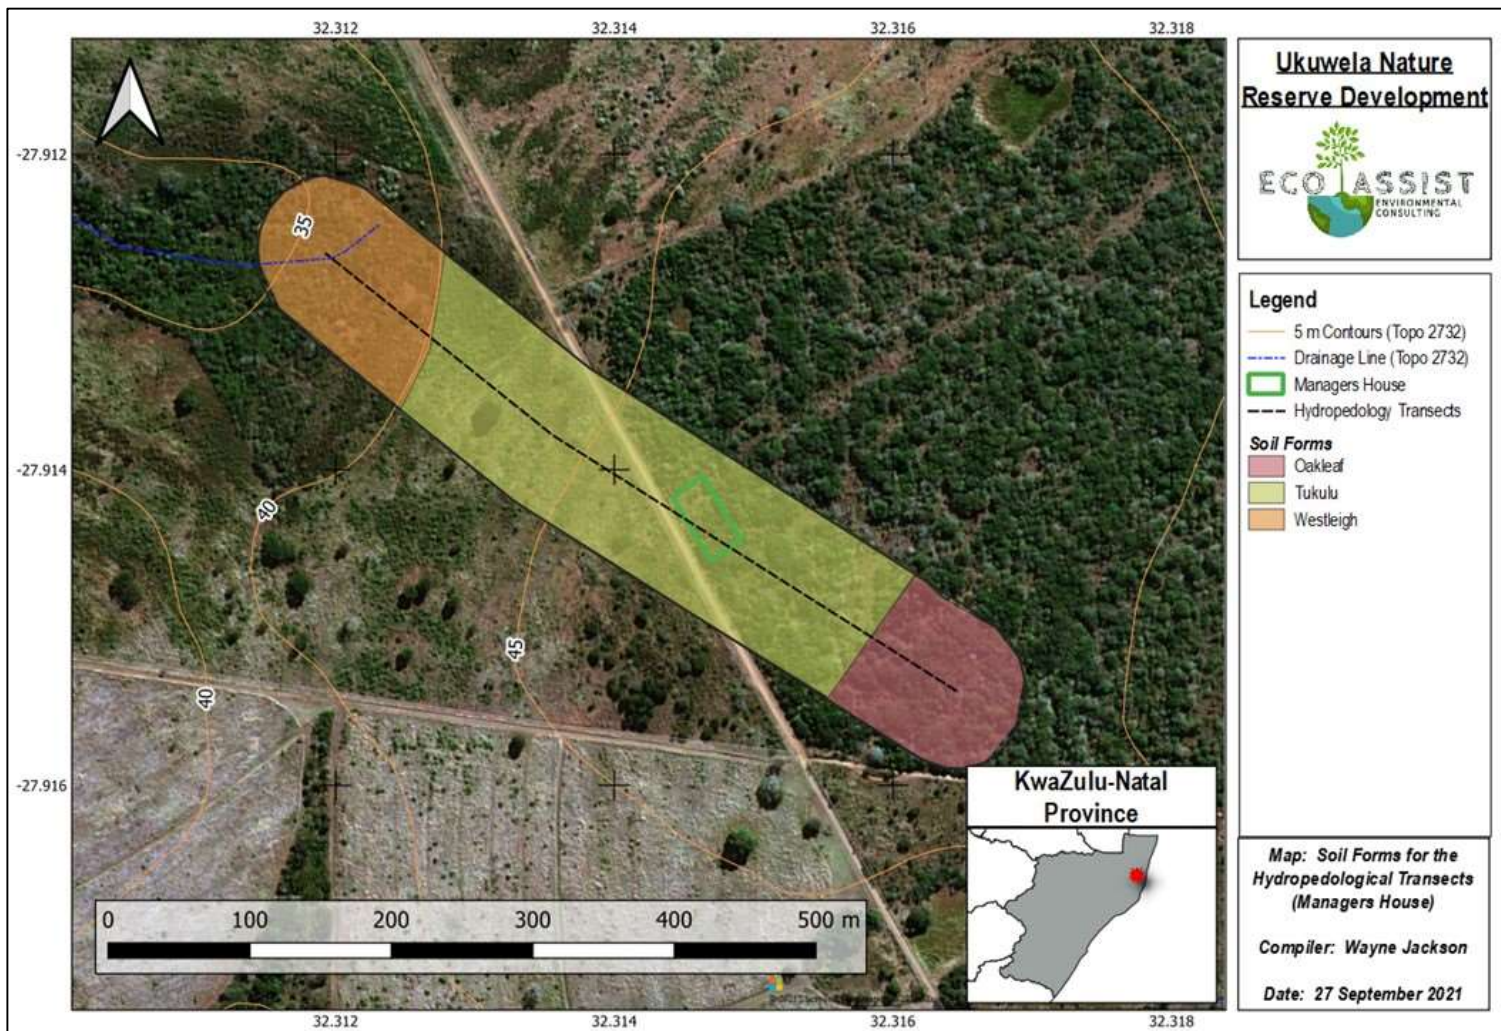 32.312
32.314
32.316
32.318
-27.912
-27.914
-27.916
35
40
45
40
0 100 200 300 400 500 m
32.312
32.314
32.316
32.318
KwaZulu-Natal
Province
Ukuwela Nature
Reserve Development
ECO ASSIST
ENVIRONMENTAL
CONSULTING
Legend
5 m Contours (Topo 2732)
Drainage Line (Topo 2732)
Managers House
Hydropedology Transects
Soil Forms
Oakleaf
Tukulu
Westleigh
Map: Soil Forms for the
Hydropedological Transects
(Managers House)
Compiler: Wayne Jackson
Date: 27 September 2021